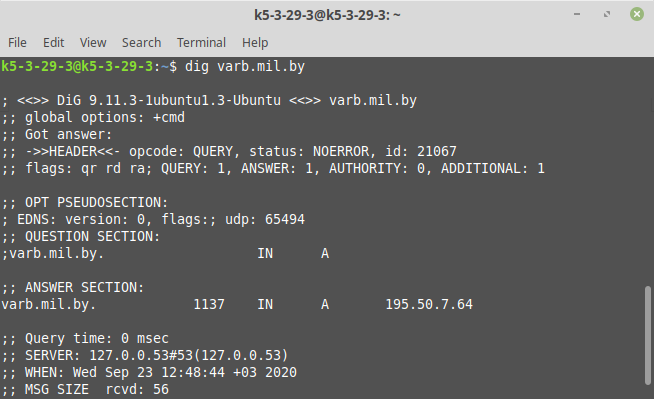 k5-3-29-3@k5-3-29-3: ~
File Edit View Search Terminal Help
k5-3-29-3@k5-3-29-3:~$ dig varb.mil.by
; <<>> DiG 9.11.3-1ubuntu1.3-Ubuntu <<>> varb.mil.by
;; global options: +cmd
;; Got answer:
;; ->>HEADER<<- opcode: QUERY, status: NOERROR, id: 21067
;; flags: qr rd ra; QUERY: 1, ANSWER: 1, AUTHORITY: 0, ADDITIONAL: 1
;; OPT PSEUDOSECTION:
; EDNS: version: 0, flags:; udp: 65494
;; QUESTION SECTION:
;varb.mil.by. IN A
;; ANSWER SECTION:
varb.mil.by. 1137 IN A 195.50.7.64
;; Query time: 0 msec
;; SERVER: 127.0.0.53#53(127.0.0.53)
;; WHEN: Wed Sep 23 12:48:44 +03 2020
;; MSG SIZE rcvd: 56